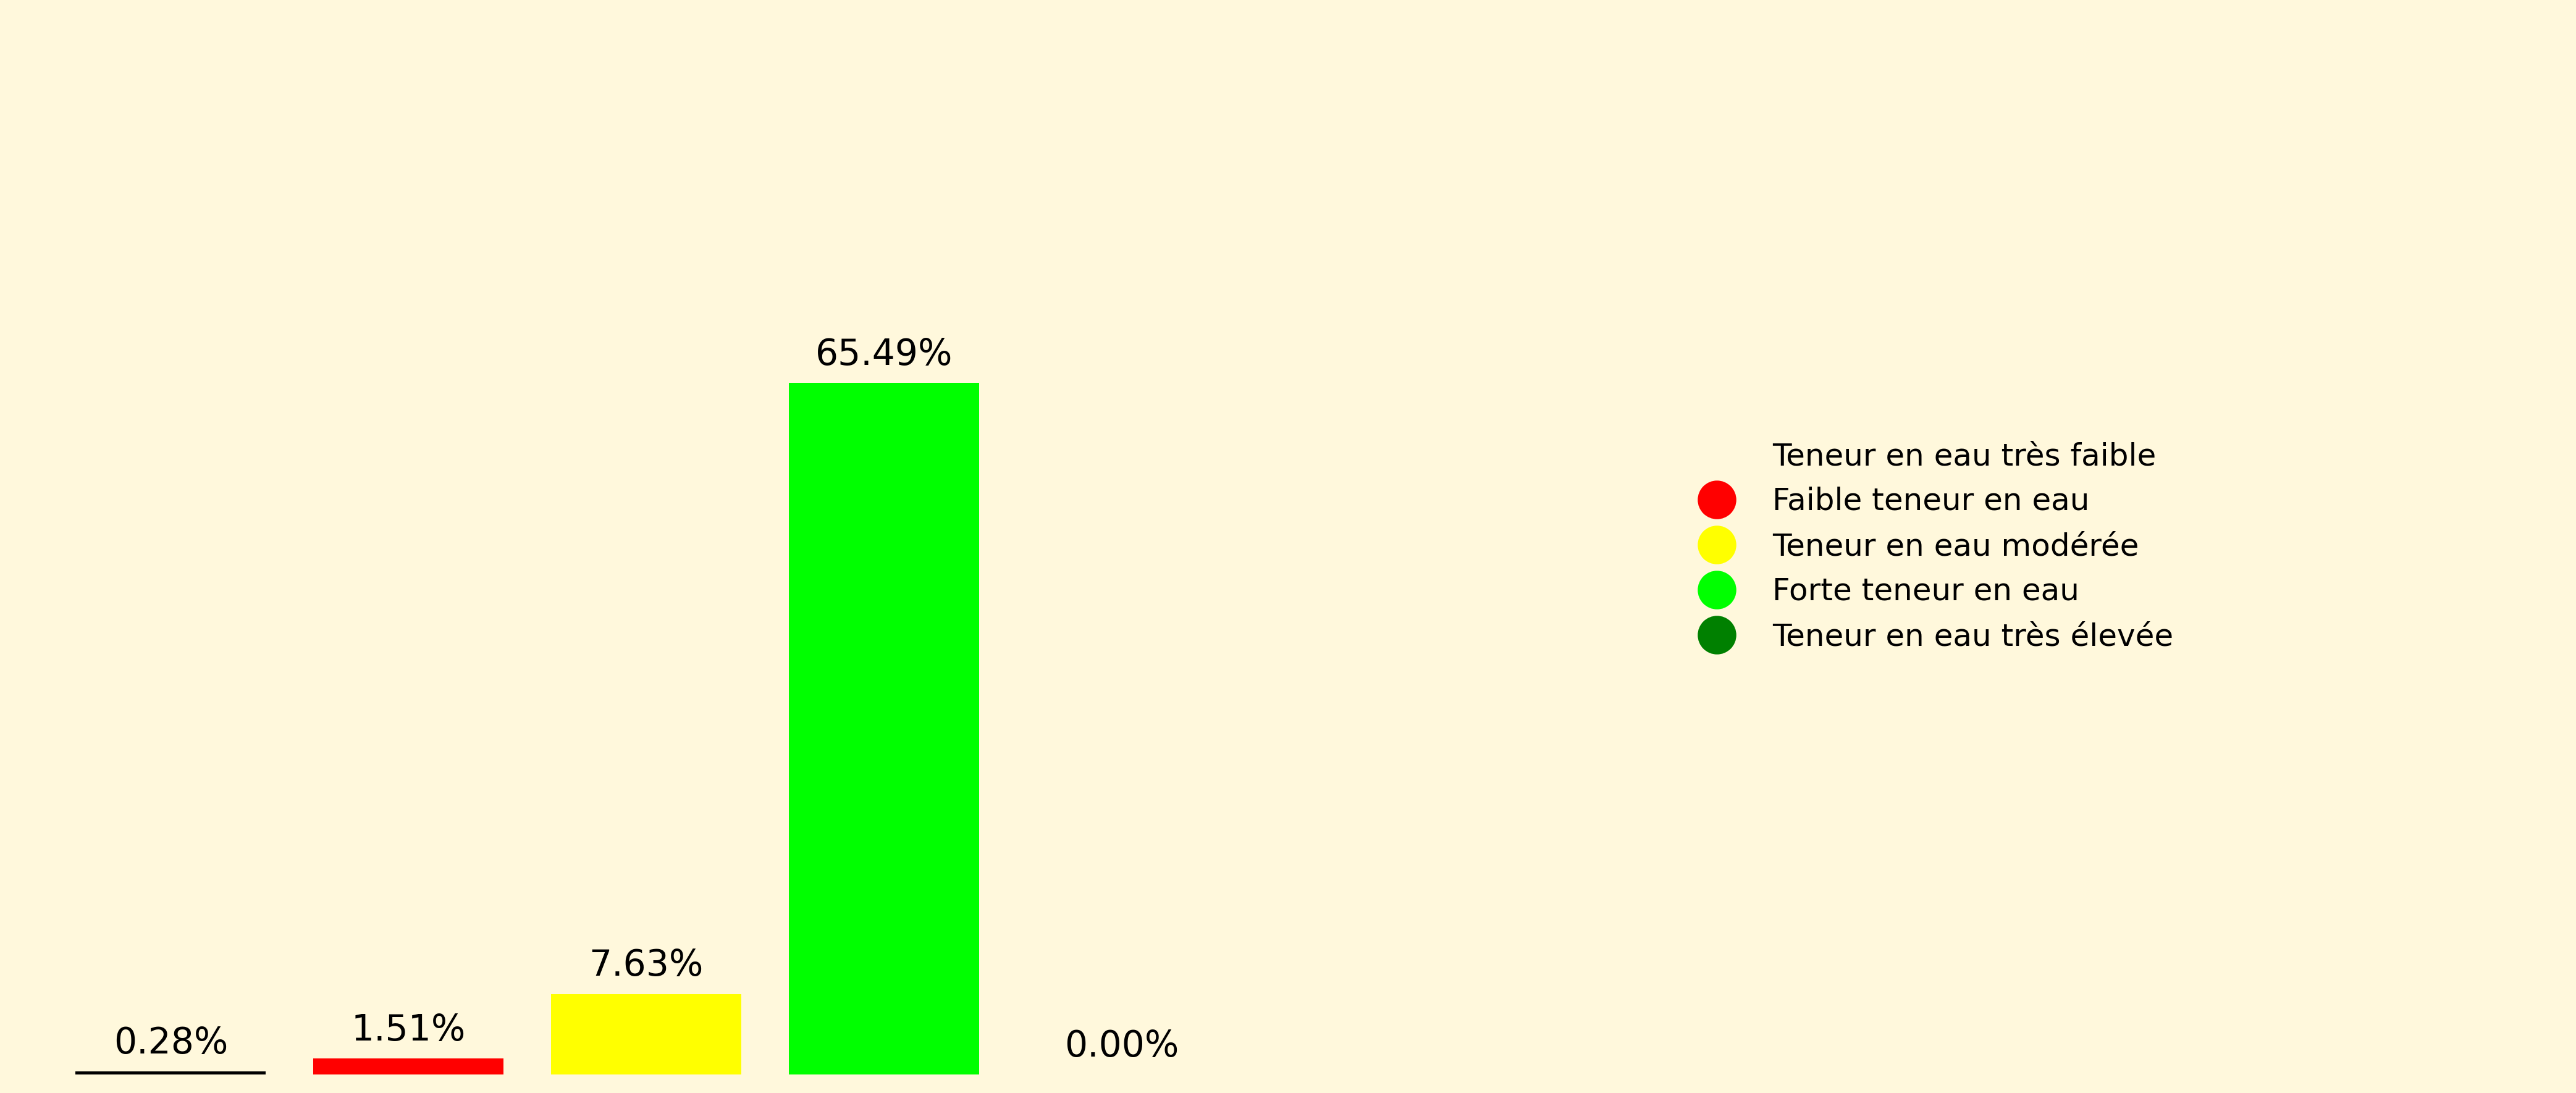 65.49%
7.63%
1.51%
0.28%
0.00%
Teneur en eau très faible
Faible teneur en eau
Teneur en eau modérée
Forte teneur en eau
Teneur en eau très élevée